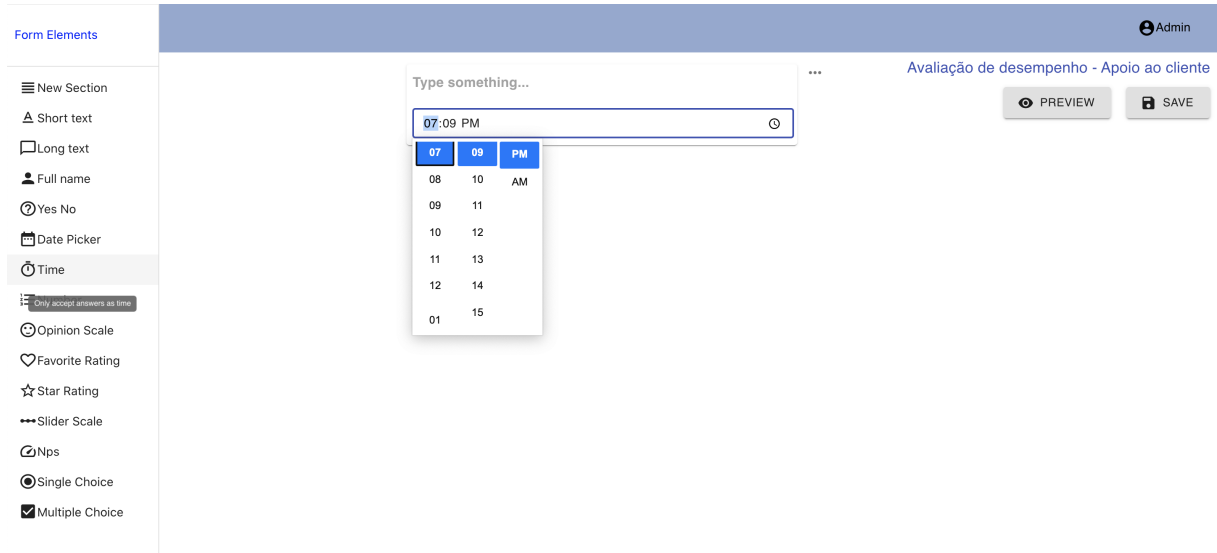 Form Elements
Admin
New Section
Short text
Long text
Full name
Yes No
Date Picker
Time
Only accept answers as time
Opinion Scale
Favorite Rating
Star Rating
Slider Scale
Nps
Single Choice
Multiple Choice
Type something...
07:09 PM
07 09 PM
08 10 AM
09 11
10 12
11 13
12 14
01 15
Avaliação de desempenho - Apoio ao cliente
PREVIEW SAVE